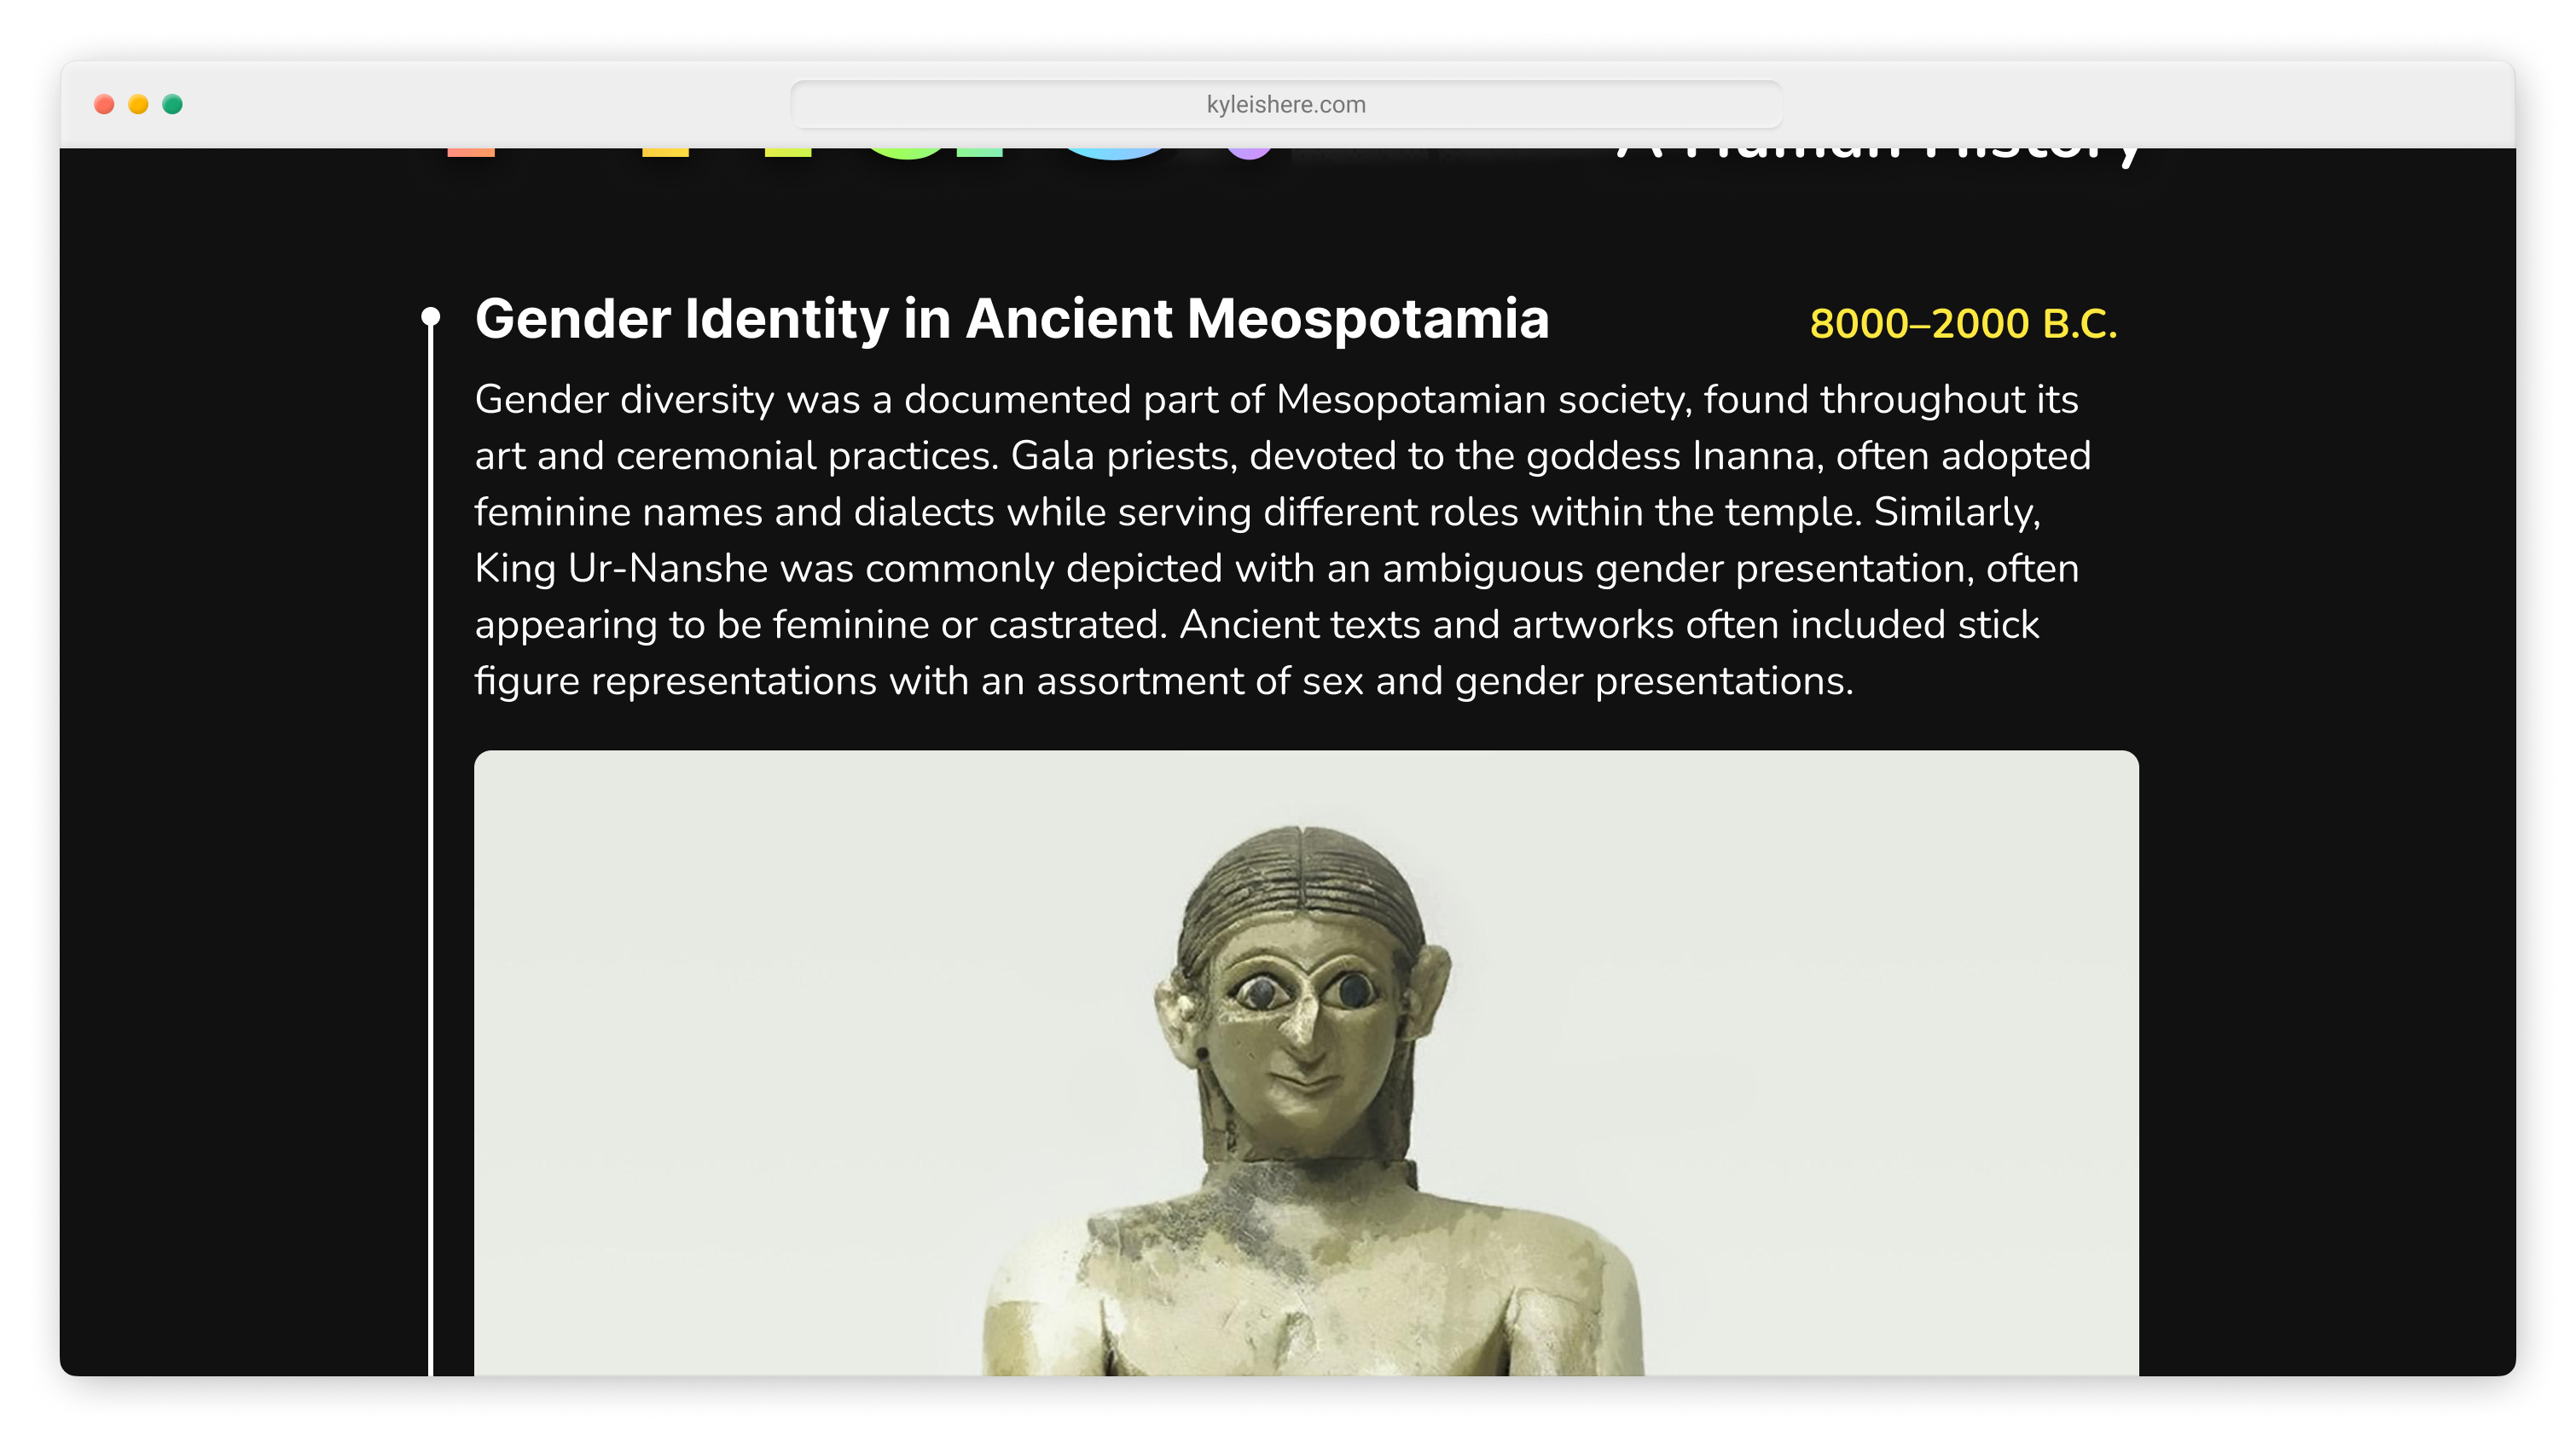 kyleishere.com
A Human History
Gender Identity in Ancient Meospotamia
8000–2000 B.C.
Gender diversity was a documented part of Mesopotamian society, found throughout its
art and ceremonial practices. Gala priests, devoted to the goddess Inanna, often adopted
feminine names and dialects while serving different roles within the temple. Similarly,
King Ur-Nanshe was commonly depicted with an ambiguous gender presentation, often
appearing to be feminine or castrated. Ancient texts and artworks often included stick
figure representations with an assortment of sex and gender presentations.